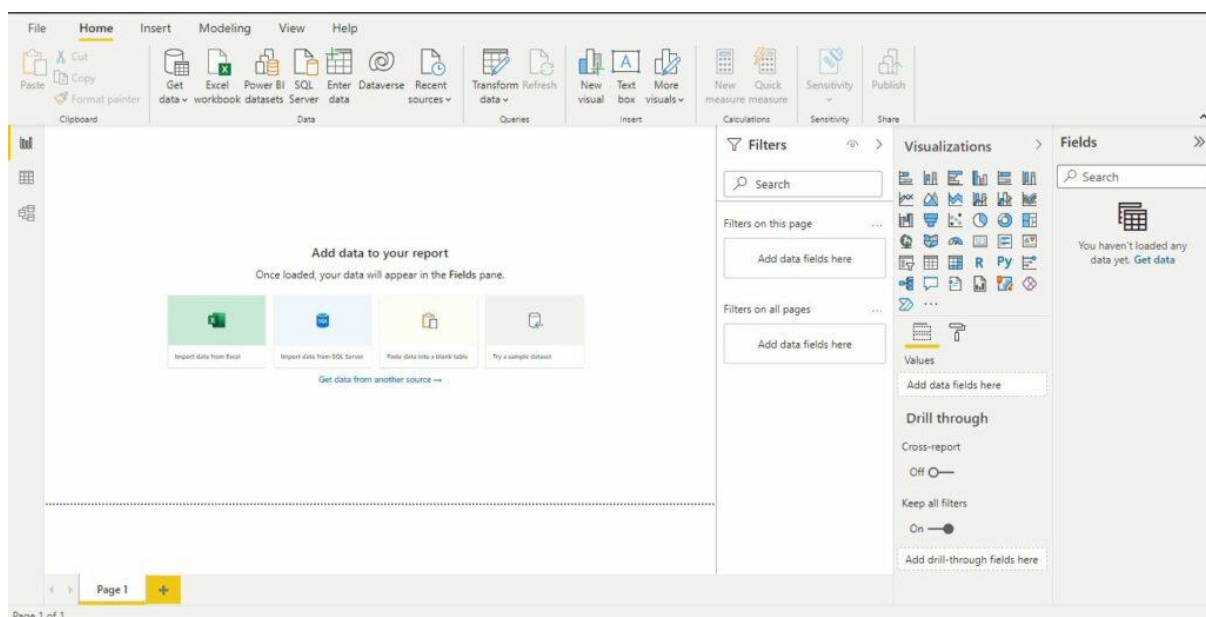 File Home Insert Modeling View Help
Paste
Cut
Copy
Format painter
Clipboard
Get data
Excel workbook
Power BI datasets
SQL Server
Enter data
Dataverse
Recent sources
Data
Transform data
Refresh
Queries
New visual
Text box
More visuals
Insert
New measure
Quick measure
Calculations
Sensitivity
Sensitivity
Publish
Share
Add data to your report
Once loaded, your data will appear in the Fields pane.
Import data from Excel
SQL
Import data from SQL Server
Paste data into a blank table
Try a sample dataset
Get data from another source →
Filters
Search
Filters on this page ...
Add data fields here
Filters on all pages ...
Add data fields here
Visualizations
R Py
...
Values
Add data fields here
Drill through
Cross-report
Off
Keep all filters
On
Add drill-through fields here
Fields
Search
You haven't loaded any
data yet. Get data
Page 1
+
Page 1 of 1